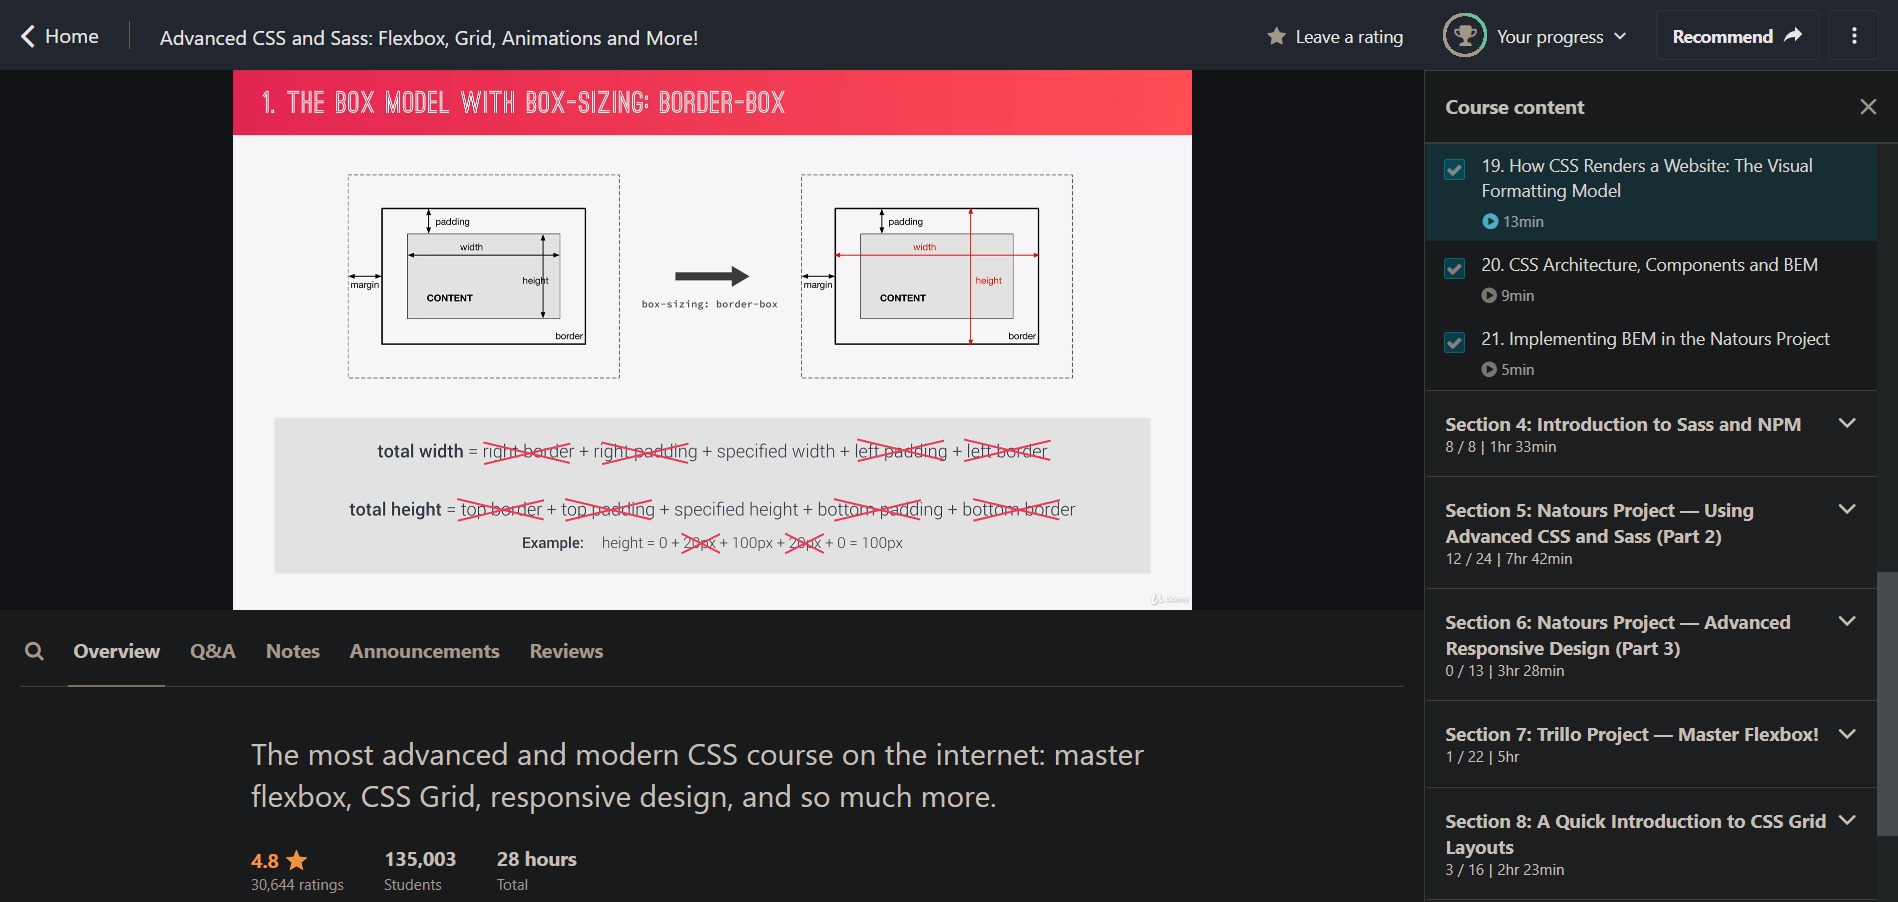 Home
Advanced CSS and Sass: Flexbox, Grid, Animations and More!
Leave a rating
Your progress
Recommend
1. THE BOX MODEL WITH BOX-SIZING: BORDER-BOX
padding
width
height
margin
CONTENT
border
box-sizing: border-box
padding
width
height
margin
CONTENT
border
total width = right border + right padding + specified width + left padding + left border
total height = top border + top padding + specified height + bottom padding + bottom border
Example: height = 0 + 20px + 100px + 20px + 0 = 100px
Udemy
Overview
Q&A
Notes
Announcements
Reviews
The most advanced and modern CSS course on the internet: master
flexbox, CSS Grid, responsive design, and so much more.
4.8
135,003
28 hours
30,644 ratings
Students
Total
Course content
19. How CSS Renders a Website: The Visual
Formatting Model
13min
20. CSS Architecture, Components and BEM
9min
21. Implementing BEM in the Natours Project
5min
Section 4: Introduction to Sass and NPM
8 / 8 | 1hr 33min
Section 5: Natours Project — Using
Advanced CSS and Sass (Part 2)
12 / 24 | 7hr 42min
Section 6: Natours Project — Advanced
Responsive Design (Part 3)
0 / 13 | 3hr 28min
Section 7: Trillo Project — Master Flexbox!
1 / 22 | 5hr
Section 8: A Quick Introduction to CSS Grid
Layouts
3 / 16 | 2hr 23min